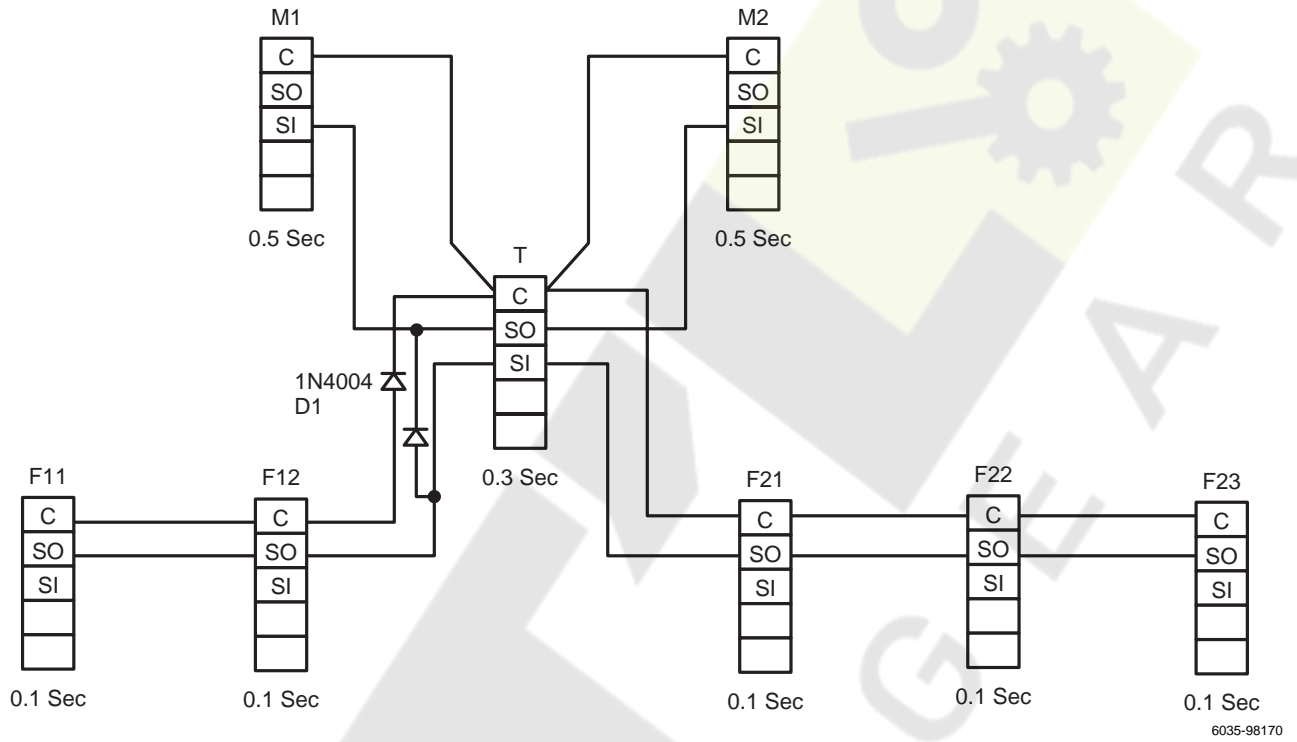 M1
C
SO
SI
0.5 Sec
M2
C
SO
SI
0.5 Sec
T
C
SO
SI
0.3 Sec
1N4004
D1
F11
C
SO
SI
0.1 Sec
F12
C
SO
SI
0.1 Sec
F21
C
SO
SI
0.1 Sec
F22
C
SO
SI
0.1 Sec
F23
C
SO
SI
0.1 Sec
6035-98170
GEAR